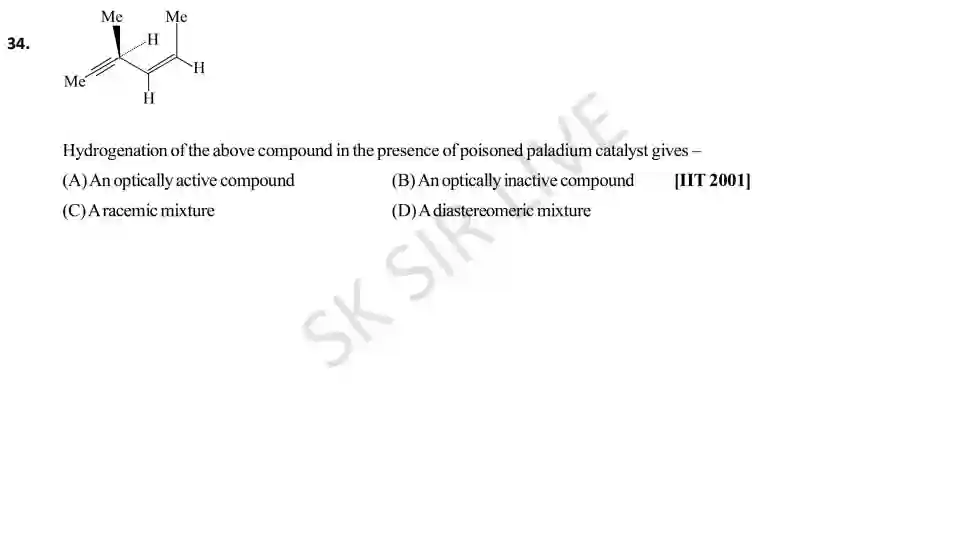 34.
Me Me
H
H
Me
H
Hydrogenation of the above compound in the presence of poisoned paladium catalyst gives –
(A) An optically active compound (B) An optically inactive compound [IIT 2001]
(C) A racemic mixture (D) A diastereomeric mixture
SK SIR LIVE